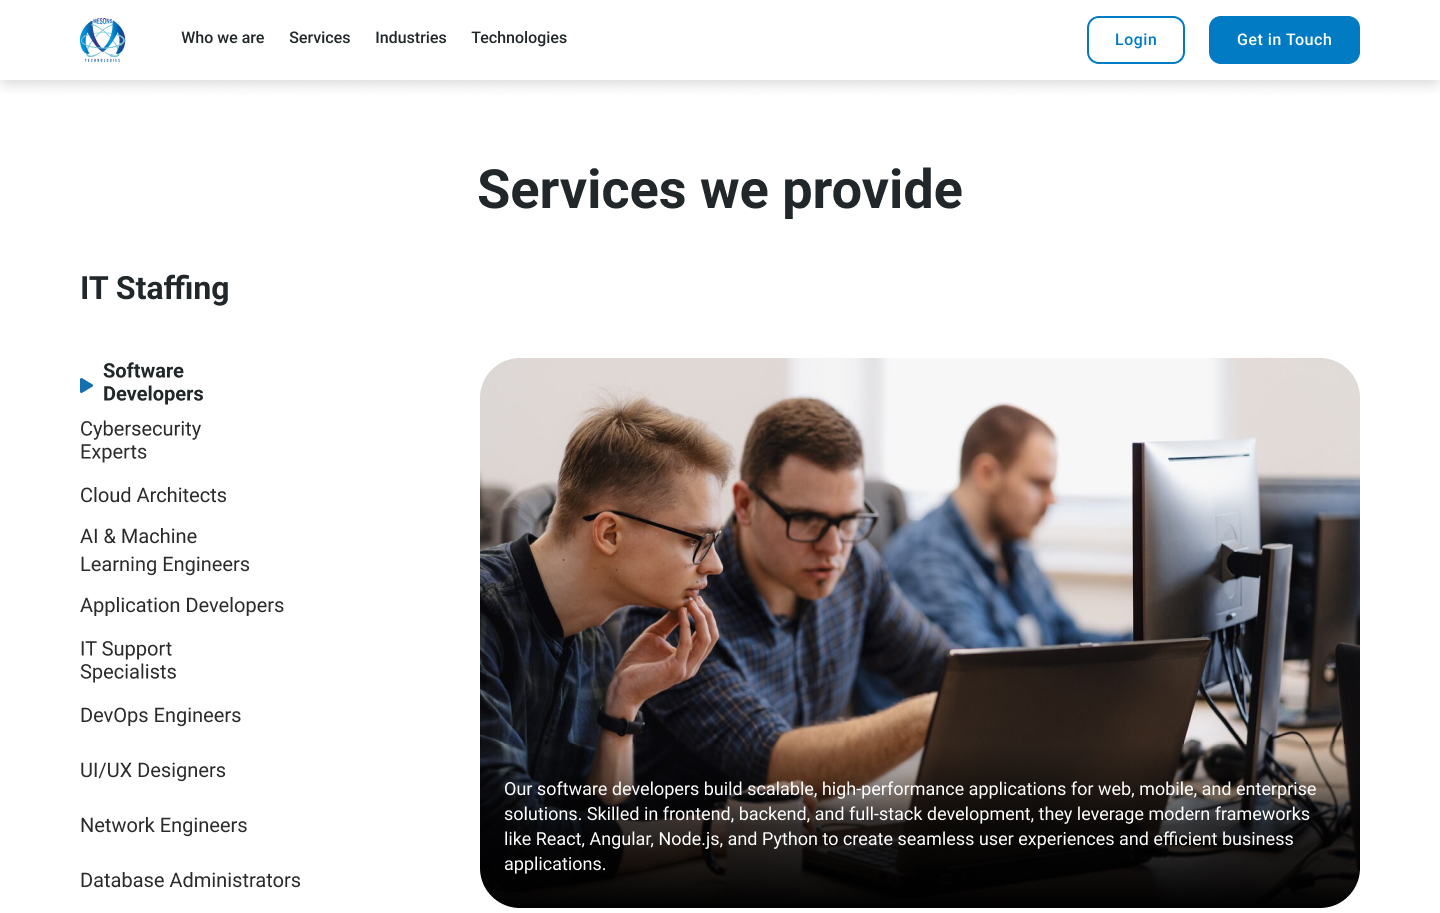 MESONS
TECHNOLOGIES
Who we are
Services
Industries
Technologies
Login
Get in Touch
Services we provide
IT Staffing
Software
Developers
Cybersecurity
Experts
Cloud Architects
AI & Machine
Learning Engineers
Application Developers
IT Support
Specialists
DevOps Engineers
UI/UX Designers
Network Engineers
Database Administrators
Our software developers build scalable, high-performance applications for web, mobile, and enterprise
solutions. Skilled in frontend, backend, and full-stack development, they leverage modern frameworks
like React, Angular, Node.js, and Python to create seamless user experiences and efficient business
applications.